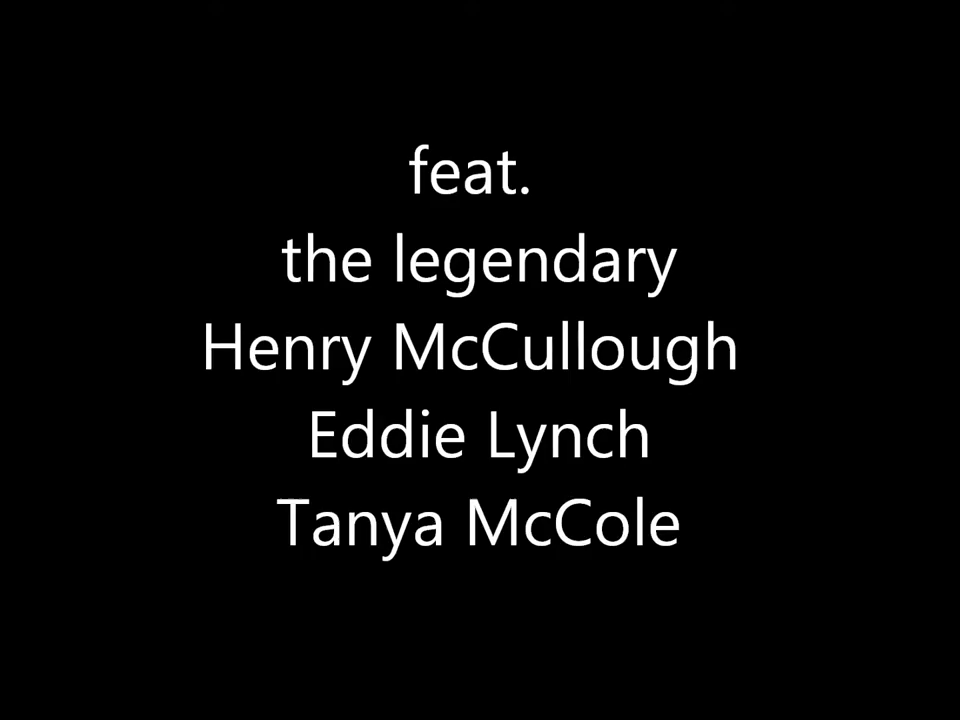 feat.
the legendary
Henry McCullough
Eddie Lynch
Tanya McCole